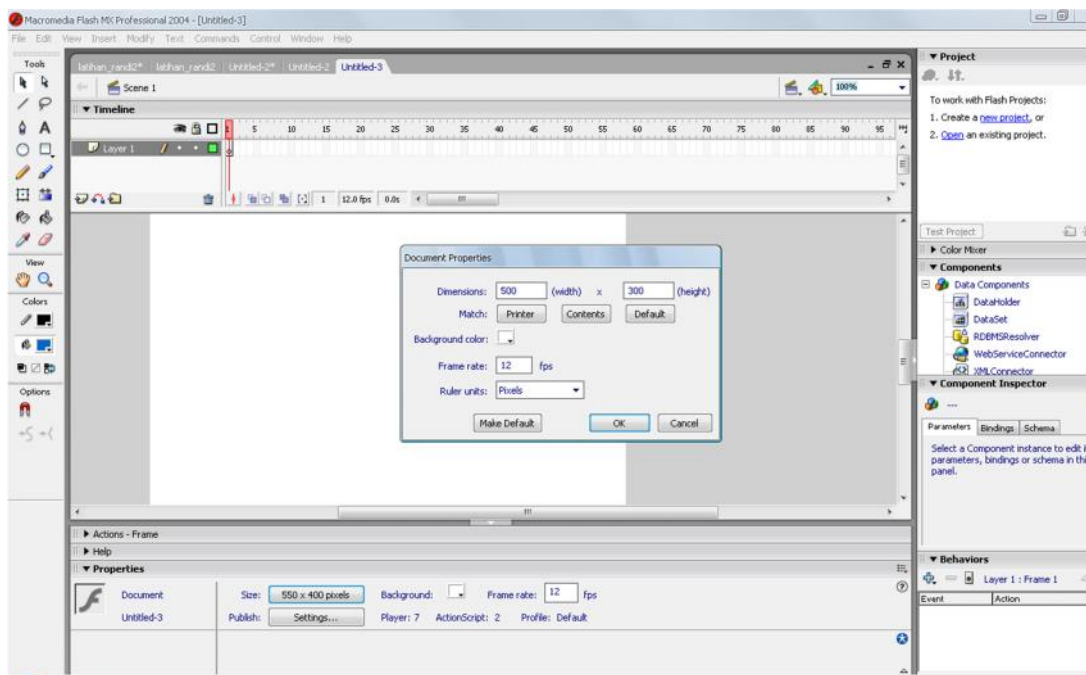 Macromedia Flash MX Professional 2004 - [Untitled-3]
File Edit View Insert Modify Text Commands Control Window Help
Tools
View
Colors
Options
latihan_randi2* latihan_randi2 Untitled-2* Untitled-2 Untitled-3
Scene 1
100%
Timeline
1 5 10 15 20 25 30 35 40 45 50 55 60 65 70 75 80 85 90 95
Layer 1
1 12.0 fps 0.0s
Document Properties
Dimensions: 500 (width) x 300 (height)
Match: Printer Contents Default
Background color:
Frame rate: 12 fps
Ruler units: Pixels
Make Default OK Cancel
Actions - Frame
Help
Properties
Document Size: 550 x 400 pixels Background: Frame rate: 12 fps
Untitled-3 Publish: Settings... Player: 7 ActionScript: 2 Profile: Default
Project
To work with Flash Projects:
1. Create a new project, or
2. Open an existing project.
Test Project
Color Mixer
Components
Data Components
DataHolder
DataSet
RDBMSResolver
WebServiceConnector
XMLConnector
Component Inspector
---
Parameters Bindings Schema
Select a Component instance to edit
parameters, bindings or schema in
panel.
Behaviors
Layer 1 : Frame 1
Event Action